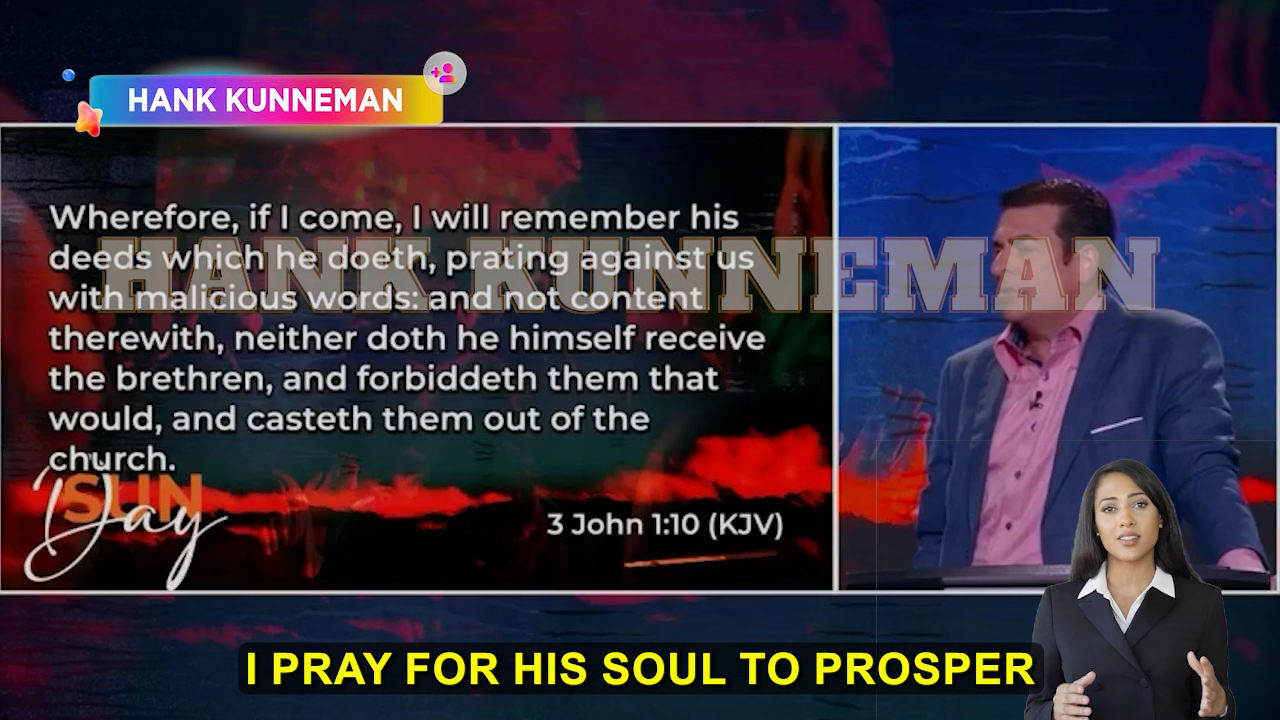 HANK KUNNEMAN
Wherefore, if I come, I will remember his
deeds which he doeth, prating against us
HANK KUNNEMAN
with malicious words: and not content
therewith, neither doth he himself receive
the brethren, and forbiddeth them that
would, and casteth them out of the
church.
SUN
Day
3 John 1:10 (KJV)
I PRAY FOR HIS SOUL TO PROSPER